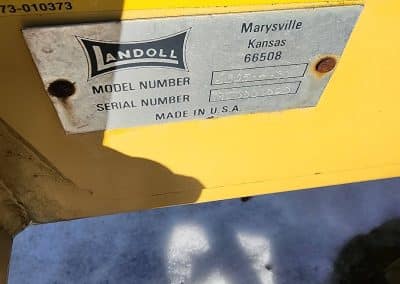 73-010373
LANDOLL
Marysville
Kansas
66508
MODEL NUMBER
SERIAL NUMBER
MADE IN U.S.A.